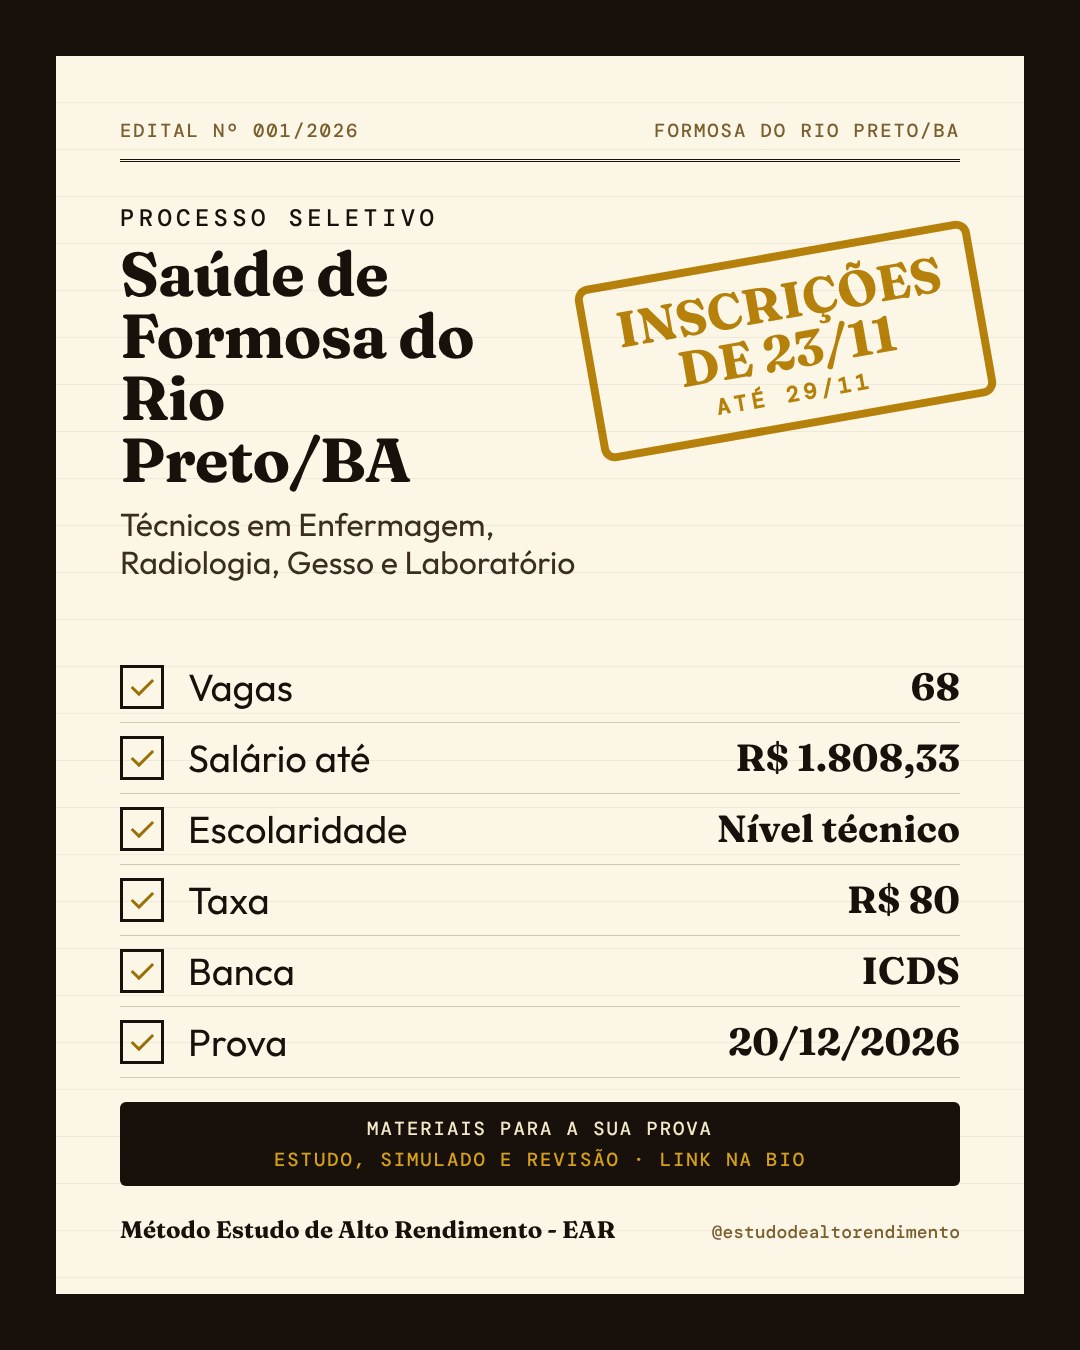 EDITAL Nº 001/2026
FORMOSA DO RIO PRETO/BA
PROCESSO SELETIVO
Saúde de
Formosa do
Rio
Preto/BA
INSCRIÇÕES
DE 23/11
ATÉ 29/11
Técnicos em Enfermagem,
Radiologia, Gesso e Laboratório
Vagas 68
Salário até R$ 1.808,33
Escolaridade Nível técnico
Taxa R$ 80
Banca ICDS
Prova 20/12/2026
MATERIAIS PARA A SUA PROVA
ESTUDO, SIMULADO E REVISÃO · LINK NA BIO
Método Estudo de Alto Rendimento - EAR
@estudodealtorendimento